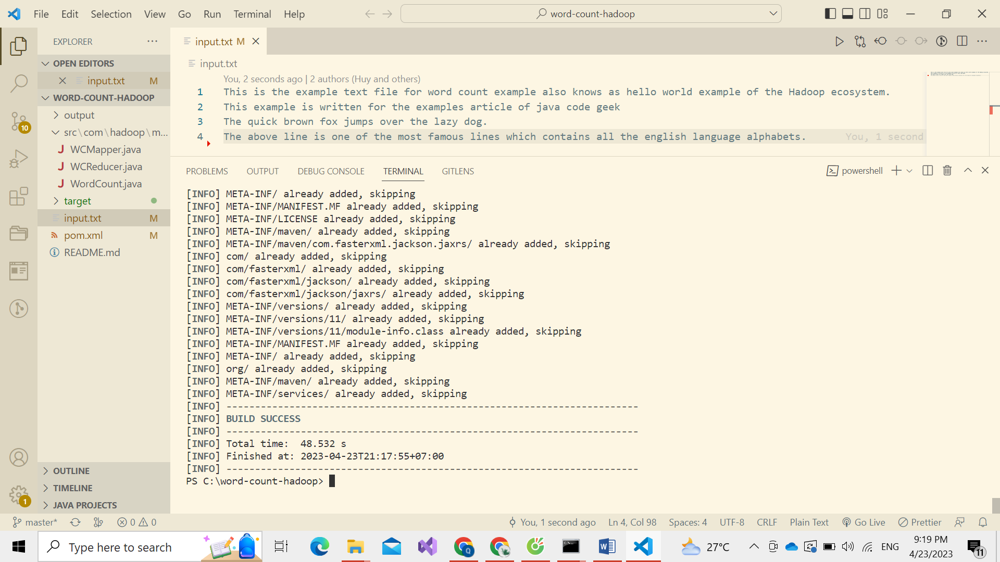 File Edit Selection View Go Run Terminal Help
word-count-hadoop
EXPLORER
OPEN EDITORS
input.txt M
WORD-COUNT-HADOOP
output
src\com\hadoop\m...
J WCMapper.java
J WCReducer.java
J WordCount.java
target
input.txt M
pom.xml M
README.md
OUTLINE
TIMELINE
JAVA PROJECTS
10
1
input.txt M
input.txt
You, 2 seconds ago | 2 authors (Huy and others)
1 This is the example text file for word count example also knows as hello world example of the Hadoop ecosystem.
2 This example is written for the examples article of java code geek
3 The quick brown fox jumps over the lazy dog.
4 The above line is one of the most famous lines which contains all the english language alphabets. You, 1 second
PROBLEMS OUTPUT DEBUG CONSOLE TERMINAL GITLENS
powershell
[INFO] META-INF/ already added, skipping
[INFO] META-INF/MANIFEST.MF already added, skipping
[INFO] META-INF/LICENSE already added, skipping
[INFO] META-INF/maven/ already added, skipping
[INFO] META-INF/maven/com.fasterxml.jackson.jaxrs/ already added, skipping
[INFO] com/ already added, skipping
[INFO] com/fasterxml/ already added, skipping
[INFO] com/fasterxml/jackson/ already added, skipping
[INFO] com/fasterxml/jackson/jaxrs/ already added, skipping
[INFO] META-INF/versions/ already added, skipping
[INFO] META-INF/versions/11/ already added, skipping
[INFO] META-INF/versions/11/module-info.class already added, skipping
[INFO] META-INF/MANIFEST.MF already added, skipping
[INFO] META-INF/ already added, skipping
[INFO] org/ already added, skipping
[INFO] META-INF/maven/ already added, skipping
[INFO] META-INF/services/ already added, skipping
[INFO] ------------------------------------------------------------------------
[INFO] BUILD SUCCESS
[INFO] ------------------------------------------------------------------------
[INFO] Total time:  48.532 s
[INFO] Finished at: 2023-04-23T21:17:55+07:00
[INFO] ------------------------------------------------------------------------
PS C:\word-count-hadoop>
master* 0 0 You, 1 second ago Ln 4, Col 98 Spaces: 4 UTF-8 CRLF Plain Text Go Live Prettier
Type here to search
27°C ENG
9:19 PM
4/23/2023
11